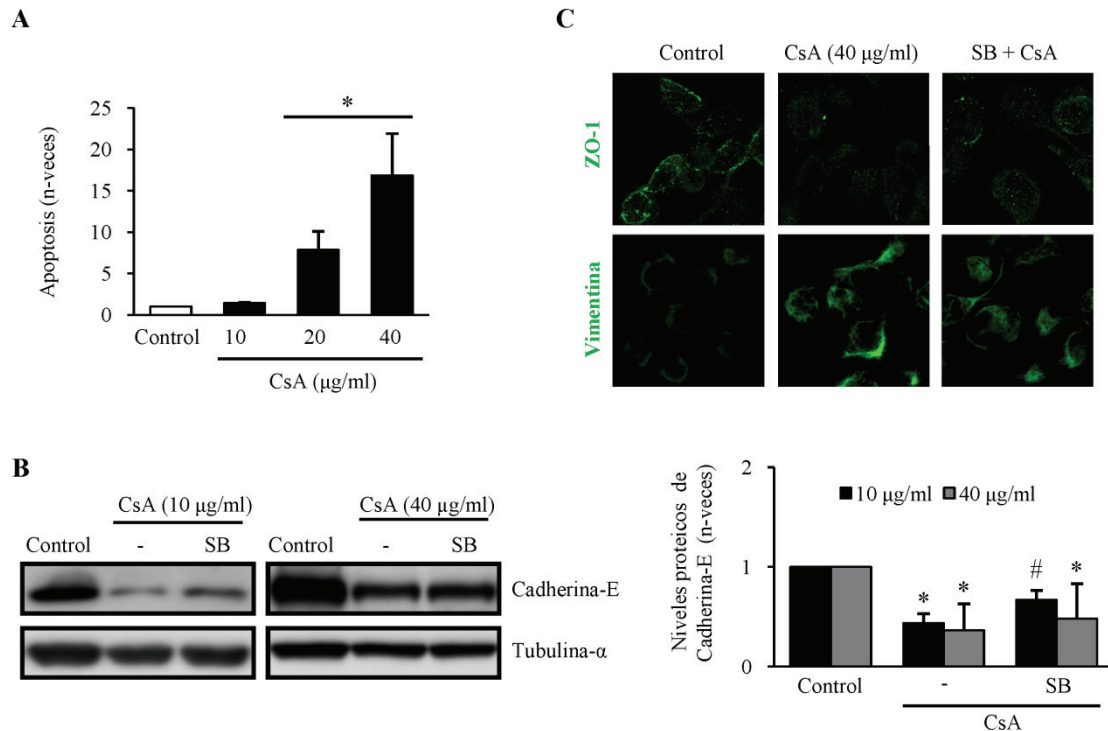 A
Apoptosis (n-veces)
25
20
15
10
5
0
*
Control
10
20
40
CsA (μg/ml)
C
Control
CsA (40 μg/ml)
SB + CsA
ZO-1
Vimentina
B
CsA (10 μg/ml)
CsA (40 μg/ml)
Control
-
SB
Control
-
SB
Cadherina-E
Tubulina-α
Niveles proteicos de
Cadherina-E (n-veces)
2
1
0
10 μg/ml
40 μg/ml
*
*
#
*
Control
-
SB
CsA